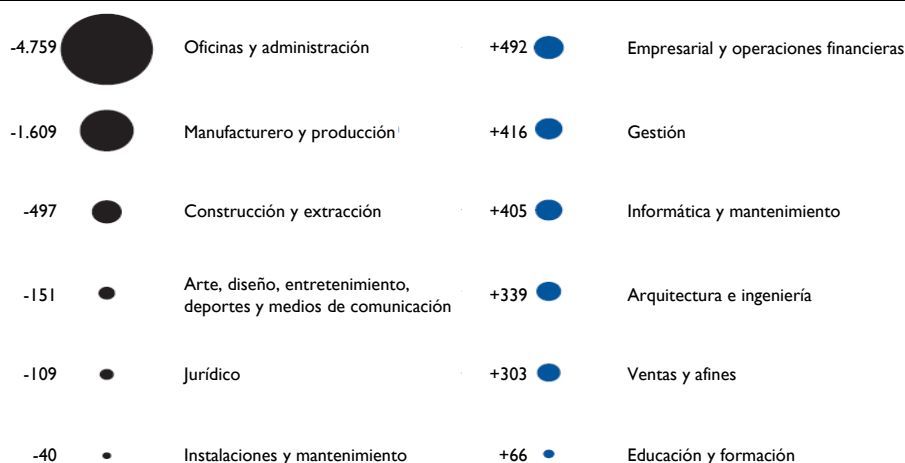 -4.759 Oficinas y administración +492 Empresarial y operaciones financieras
-1.609 Manufacturero y producción +416 Gestión
-497 Construcción y extracción +405 Informática y mantenimiento
-151 Arte, diseño, entretenimiento,
deportes y medios de comunicación +339 Arquitectura e ingeniería
-109 Jurídico +303 Ventas y afines
-40 Instalaciones y mantenimiento +66 Educación y formación